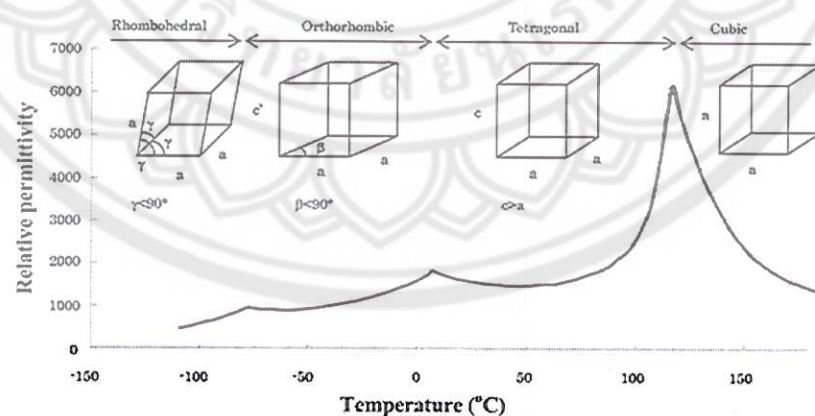 Rhombohedral Orthorhombic Tetragonal Cubic
7000
6000
5000
4000
3000
2000
1000
0
Relative permittivity
a γ
γ
γ
a
a
γ<90°
c'
β
a
a
β<90°
c
a
a
c>a
a
a
-150 -100 -50 0 50 100 150
Temperature (°C)